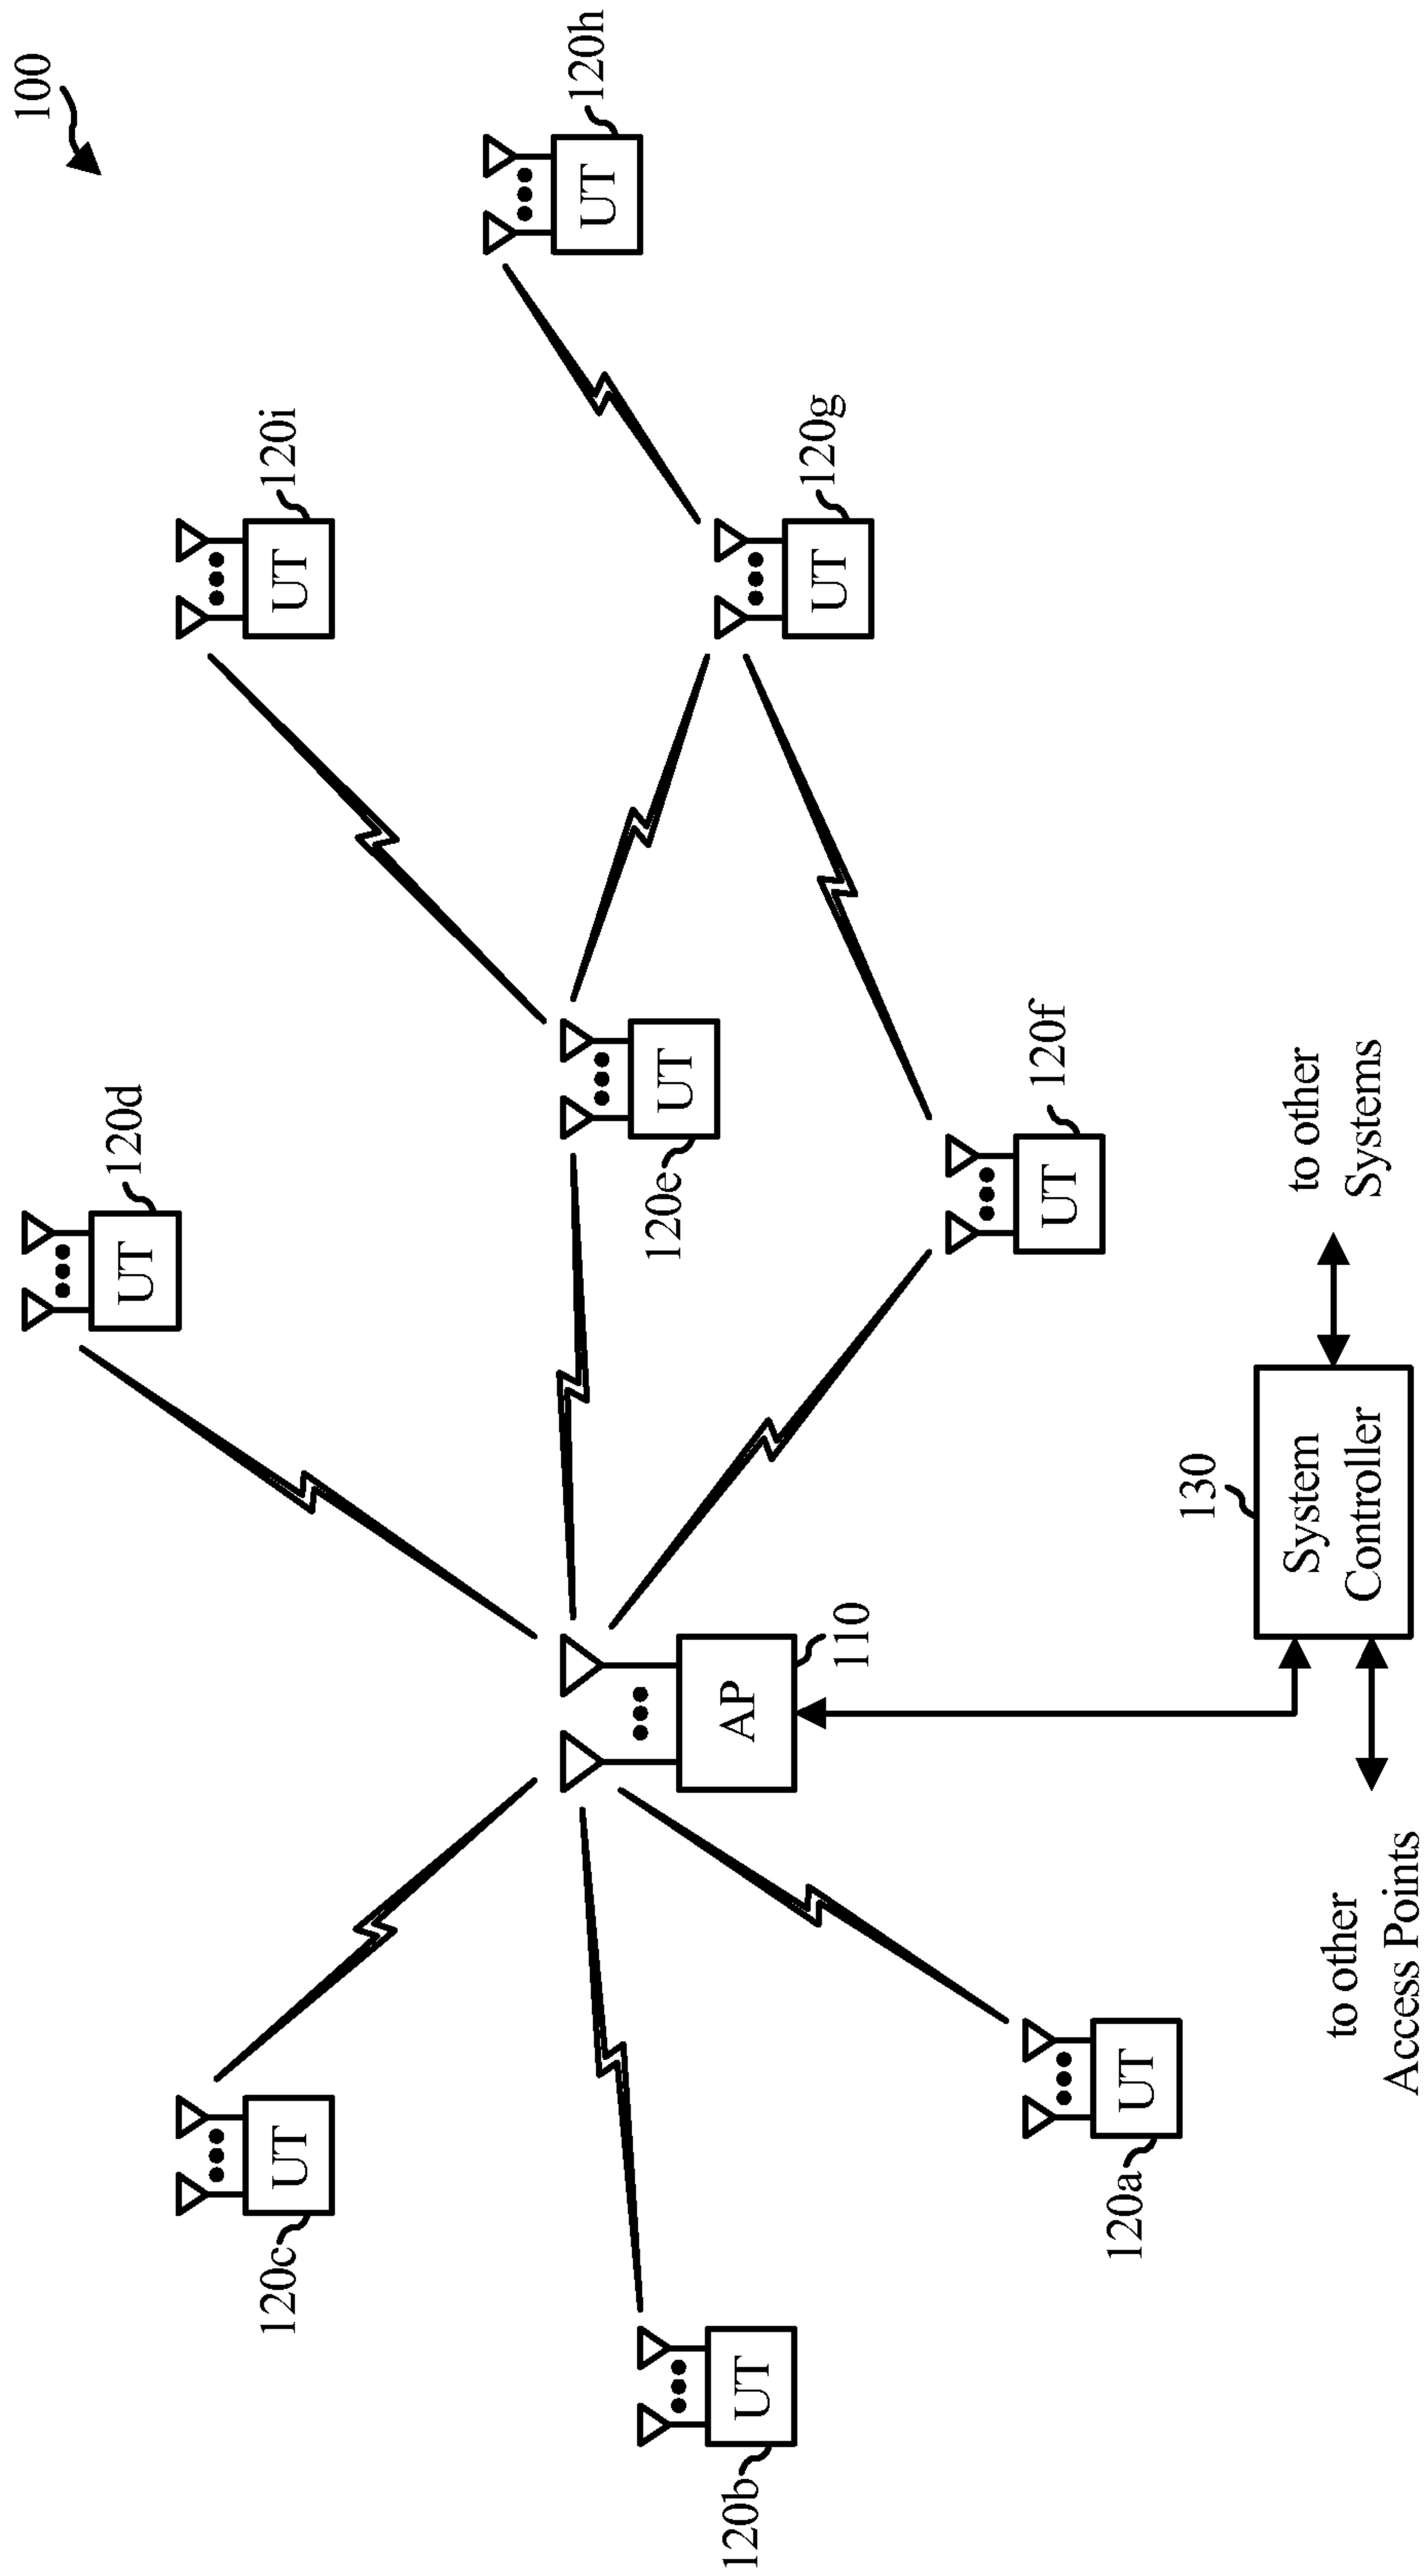 100
120d
UT
120i
UT
120c
UT
120h
UT
120e
UT
120b
UT
AP
110
120g
UT
120f
UT
120a
UT
130
System
Controller
to other
Systems
to other
Access Points